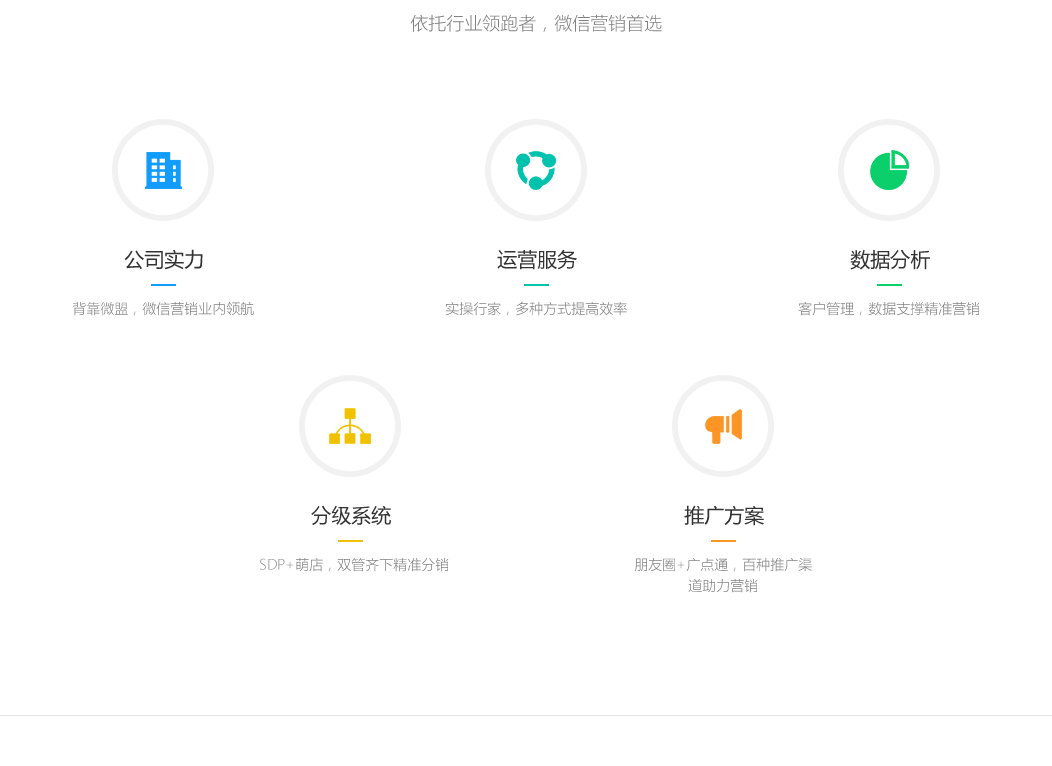 依托行业领跑者，微信营销首选
公司实力
运营服务
数据分析
背靠微盟，微信营销业内领航
实操行家，多种方式提高效率
客户管理，数据支撑精准营销
分级系统
推广方案
SDP+萌店，双管齐下精准分销
朋友圈+广点通，百种推广渠
道助力营销